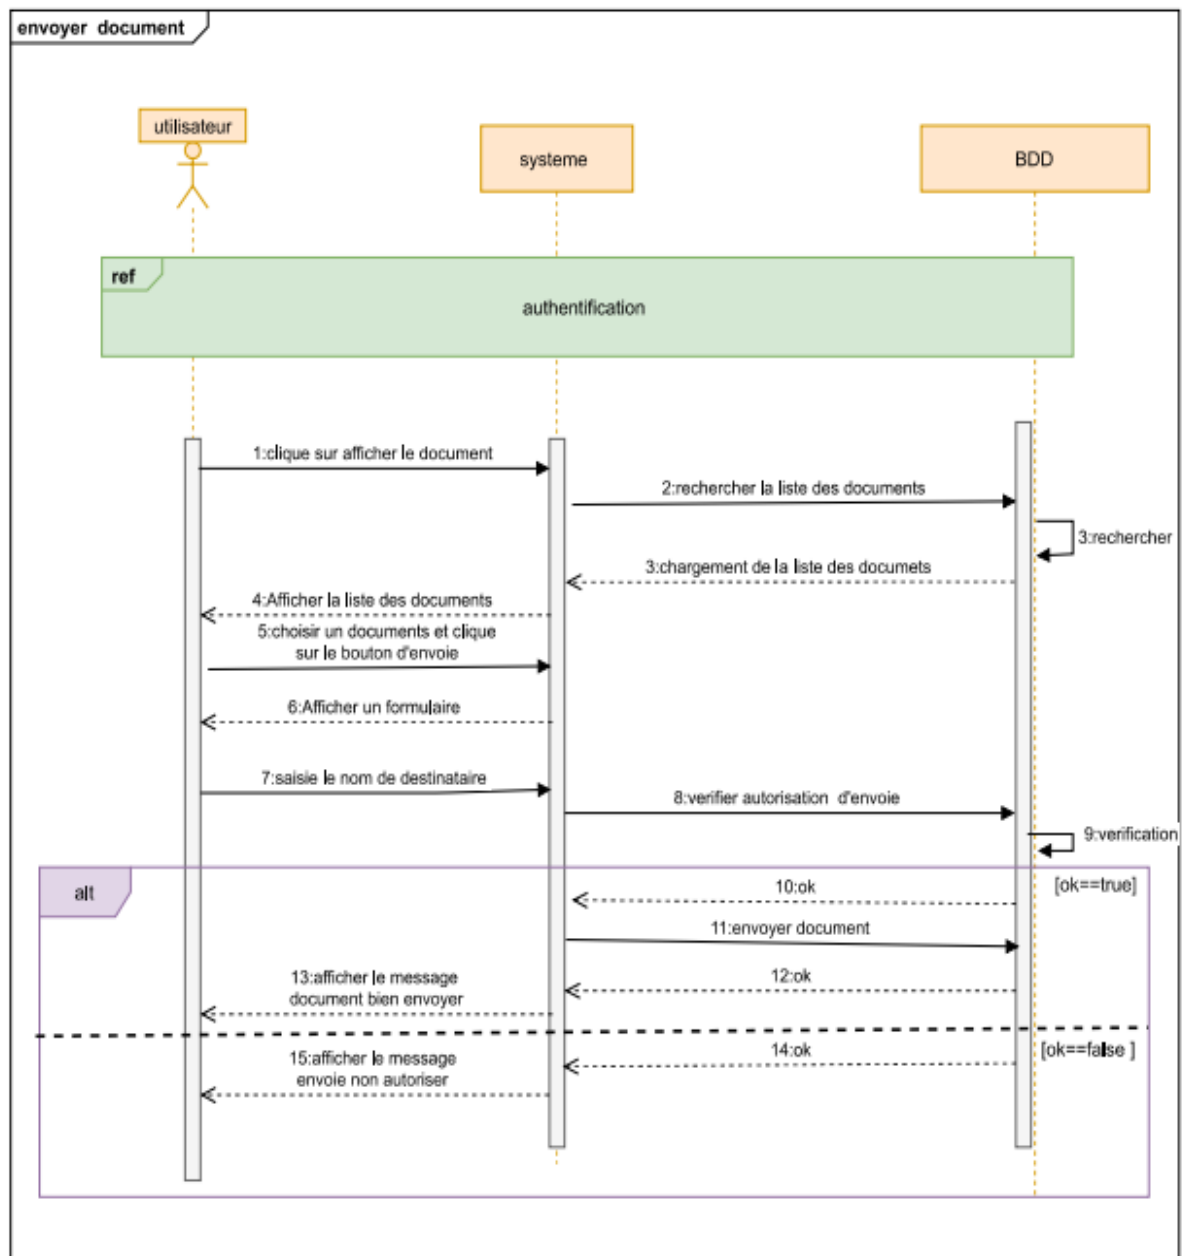 envoyer document
utilisateur
systeme
BDD
ref
authentification
1:clique sur afficher le document
2:rechercher la liste des documents
3:rechercher
3:chargement de la liste des documets
4:Afficher la liste des documents
5:choisir un documents et clique
sur le bouton d'envoie
6:Afficher un formulaire
7:saisie le nom de destinataire
8:verifier autorisation d'envoie
9:verification
alt
10:ok
[ok==true]
11:envoyer document
12:ok
13:afficher le message
document bien envoyer
14:ok
[ok==false ]
15:afficher le message
envoie non autoriser